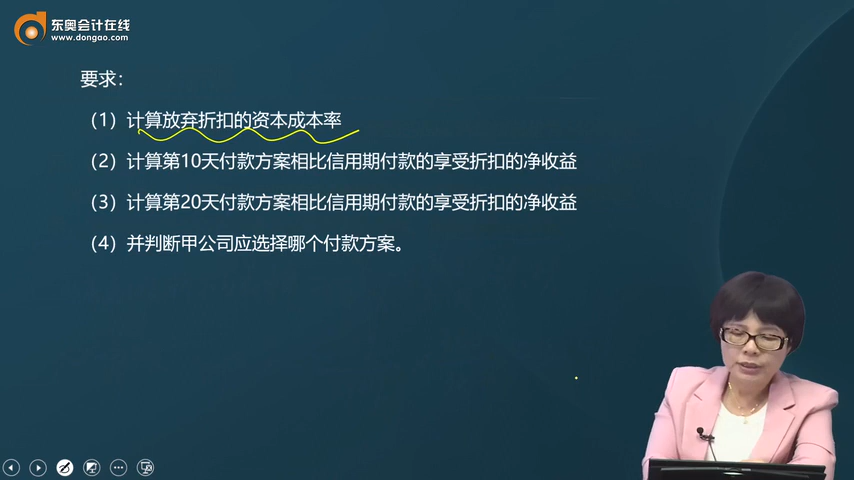 东奥会计在线
www.dongao.com
要求：
（1）计算放弃折扣的资本成本率
（2）计算第10天付款方案相比信用期付款的享受折扣的净收益
（3）计算第20天付款方案相比信用期付款的享受折扣的净收益
（4）并判断甲公司应选择哪个付款方案。